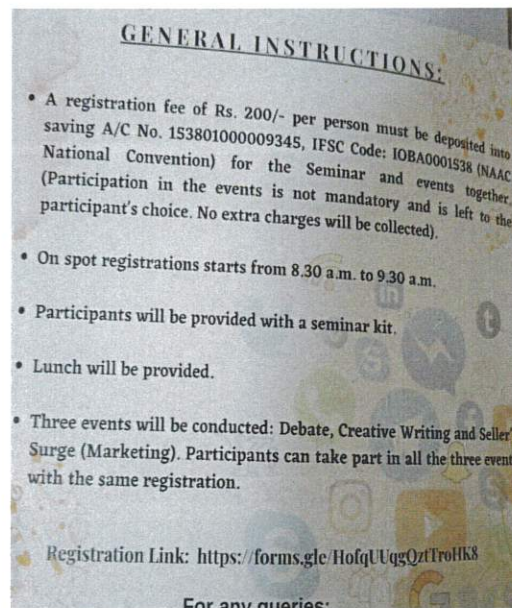 GENERAL INSTRUCTIONS:
• A registration fee of Rs. 200/- per person must be deposited into
saving A/C No. 153801000009345, IFSC Code: IOBA0001538 (NAAC
National Convention) for the Seminar and events together.
(Participation in the events is not mandatory and is left to the
participant's choice. No extra charges will be collected).
• On spot registrations starts from 8.30 a.m. to 9.30 a.m.
• Participants will be provided with a seminar kit.
• Lunch will be provided.
• Three events will be conducted: Debate, Creative Writing and Seller'
Surge (Marketing). Participants can take part in all the three event
with the same registration.
Registration Link: https://forms.gle/HofqUUqgQztTroHK8
For any queries: